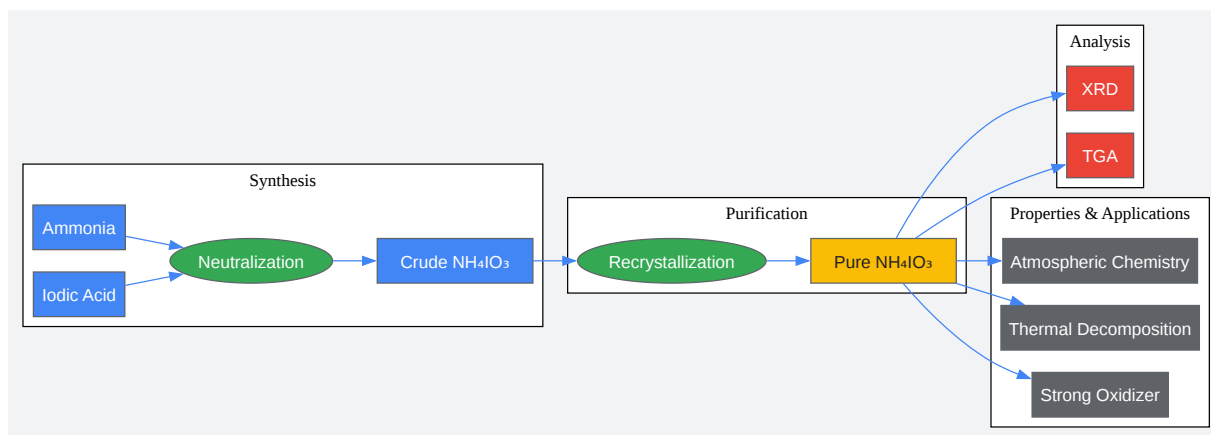 Synthesis
Ammonia
Iodic Acid
Neutralization
Crude NH₄IO₃
Purification
Recrystallization
Pure NH₄IO₃
Analysis
XRD
TGA
Properties & Applications
Atmospheric Chemistry
Thermal Decomposition
Strong Oxidizer